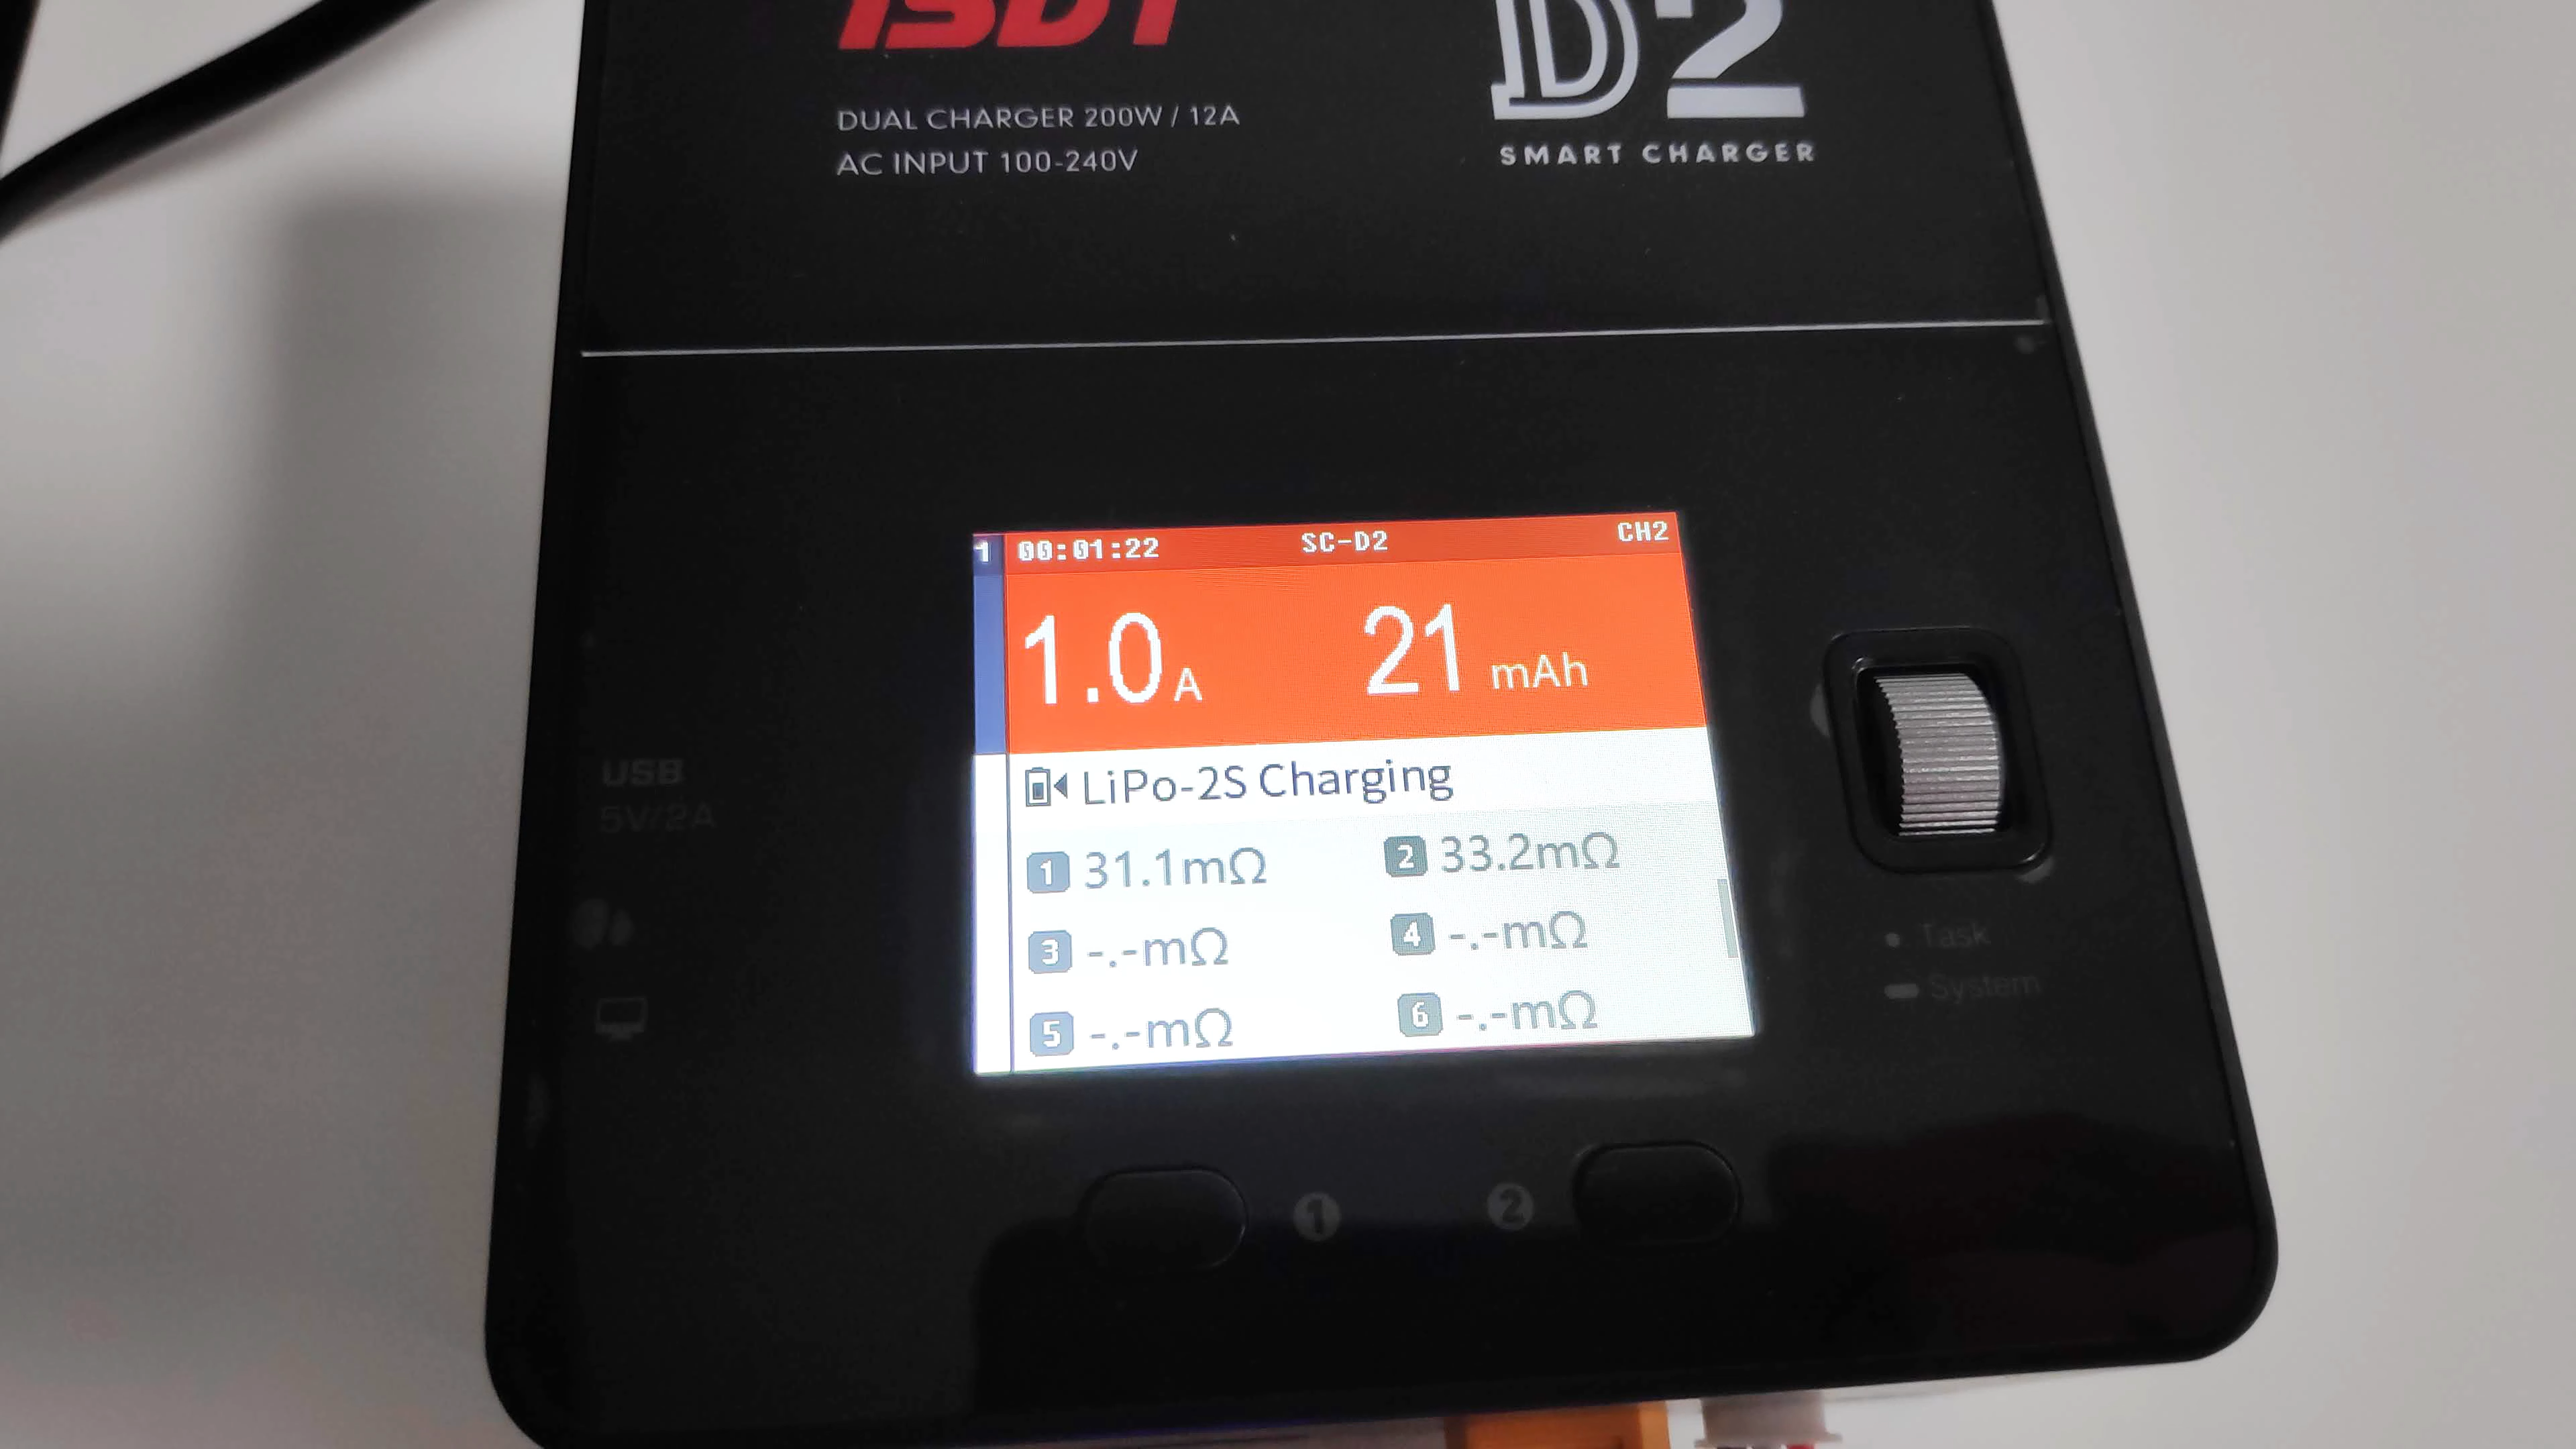 ISDT
D2
DUAL CHARGER 200W / 12A
AC INPUT 100-240V
SMART CHARGER
1 00:01:22 SC-D2 CH2
1.0 A 21 mAh
LiPo-2S Charging
1 31.1mΩ 2 33.2mΩ
3 -.-mΩ 4 -.-mΩ
5 -.-mΩ 6 -.-mΩ
USB
5V/2A
Task
System
1 2